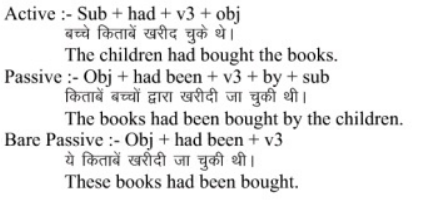 Active :- Sub + had + v3 + obj
बच्चे किताबें खरीद चुके थे।
The children had bought the books.
Passive :- Obj + had been + v3 + by + sub
किताबें बच्चों द्वारा खरीदी जा चुकी थी।
The books had been bought by the children.
Bare Passive :- Obj + had been + v3
ये किताबें खरीदी जा चुकी थी।
These books had been bought.